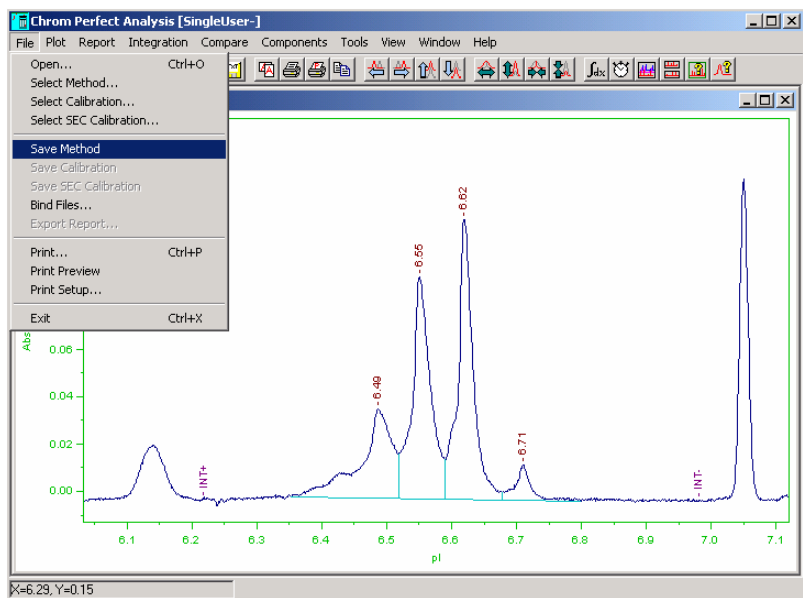 Chrom Perfect Analysis [SingleUser-]
File Plot Report Integration Compare Components Tools View Window Help
Open... Ctrl+O
Select Method...
Select Calibration...
Select SEC Calibration...
Save Method
Save Calibration
Save SEC Calibration
Bind Files...
Export Report...
Print... Ctrl+P
Print Preview
Print Setup...
Exit Ctrl+X
∫dx
6.49
6.55
6.62
6.71
INT+
INT-
Abs
0.06
0.04
0.02
0.00
6.1 6.2 6.3 6.4 6.5 6.6 6.7 6.8 6.9 7.0 7.1
pI
X=6.29, Y=0.15